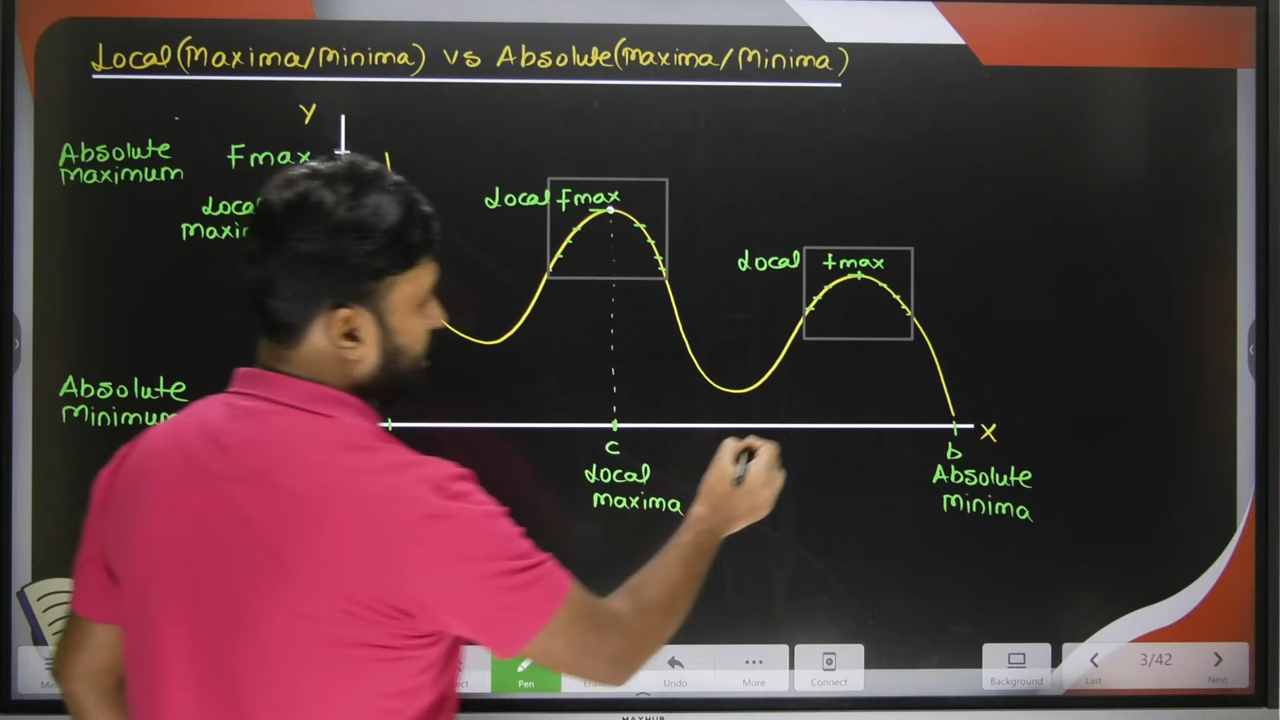 Local(Maxima/Minima) vs Absolute(Maxima/Minima)
Y
Absolute
Maximum
Fmax
Local Fmax
Local fmax
Absolute
X
c
Local
maxima
b
Absolute
Minima
Pen
Undo
More
Connect
Background
Last
3/42
Next
MAXHUB